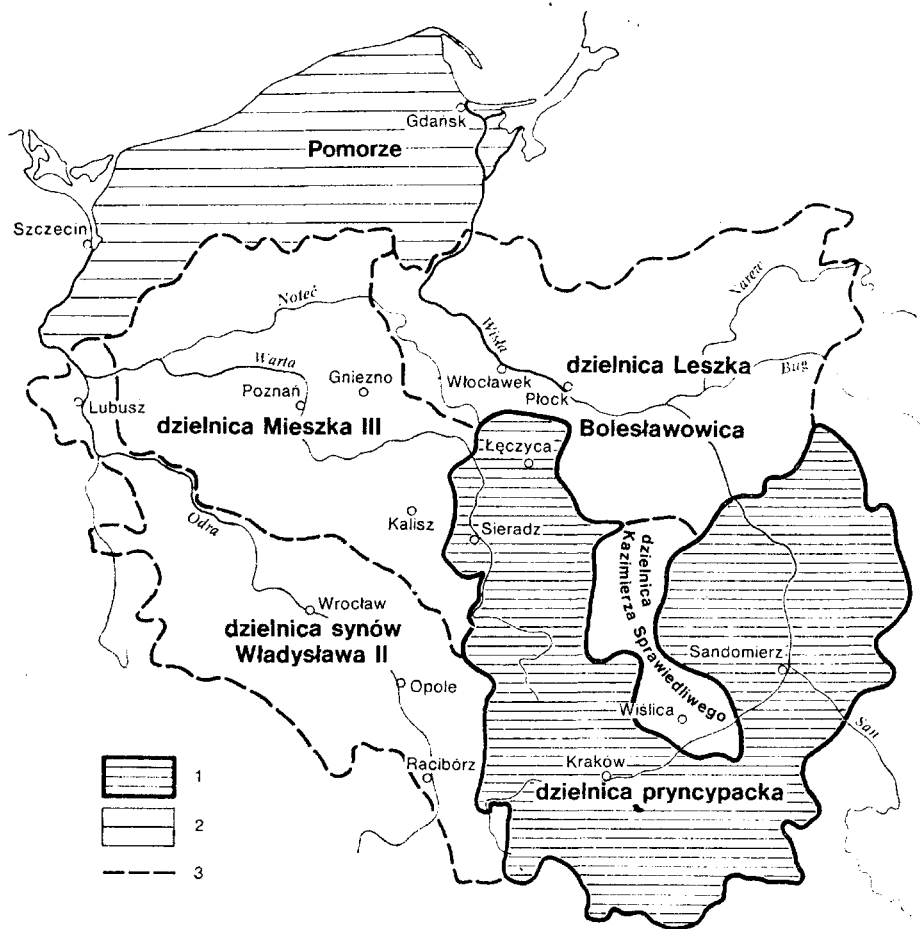 Gdańsk
Pomorze
Szczecin
Noteć
Narew
Wisła
Warta
dzielnica Leszka
Bug
Gniezno
Włocławek
Poznań
Płock
Lubusz
dzielnica Mieszka III
Bolesławowica
Łęczyca
Kalisz
Sieradz
Odra
dzielnica
Kazimierza Sprawiedliwego
Wrocław
dzielnica synów
Władysława II
Sandomierz
Opole
Wiślica
San
1
Racibórz
Kraków
dzielnica pryncypacka
2
3